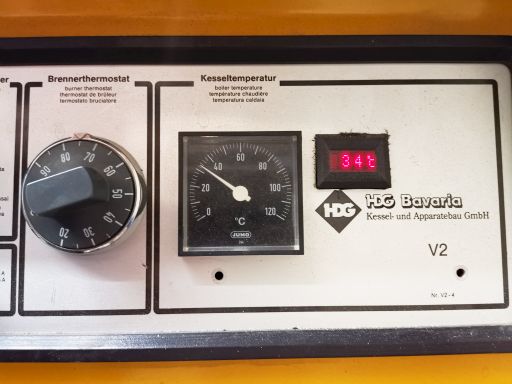 er
Brennerthermostat
burner thermostat
thermostat de brûleur
termostato bruciatore
90
80
70
60
50
40
30
20
Kesseltemperatur
boiler temperature
température chaudière
temperatura caldaia
0
20
40
60
80
100
120
°C
JUMO
34°C
HDG
HDG Bavaria
Kessel- und Apparatebau GmbH
V2
Nr. V2-4